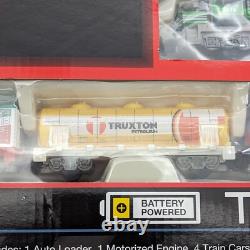 TRUXTON
PETROLEUM
BATTERY
POWERED
T
des: 1 Auto Loader, 1 Motorized Engine, 4 Train Cars